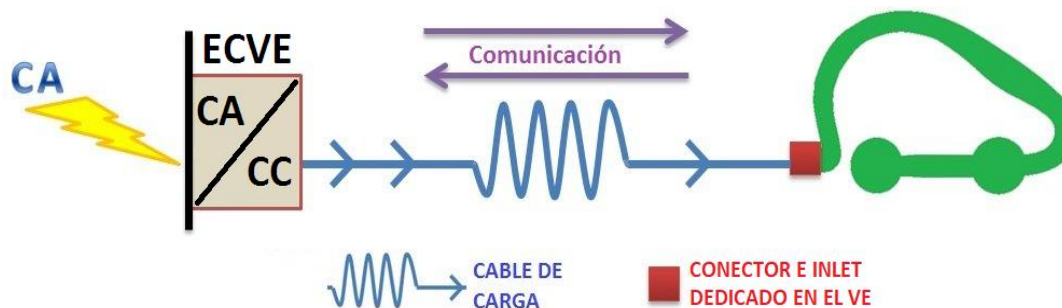 ECVE
Comunicación
CA
CA
CC
CABLE DE
CARGA
CONECTOR E INLET
DEDICADO EN EL VE